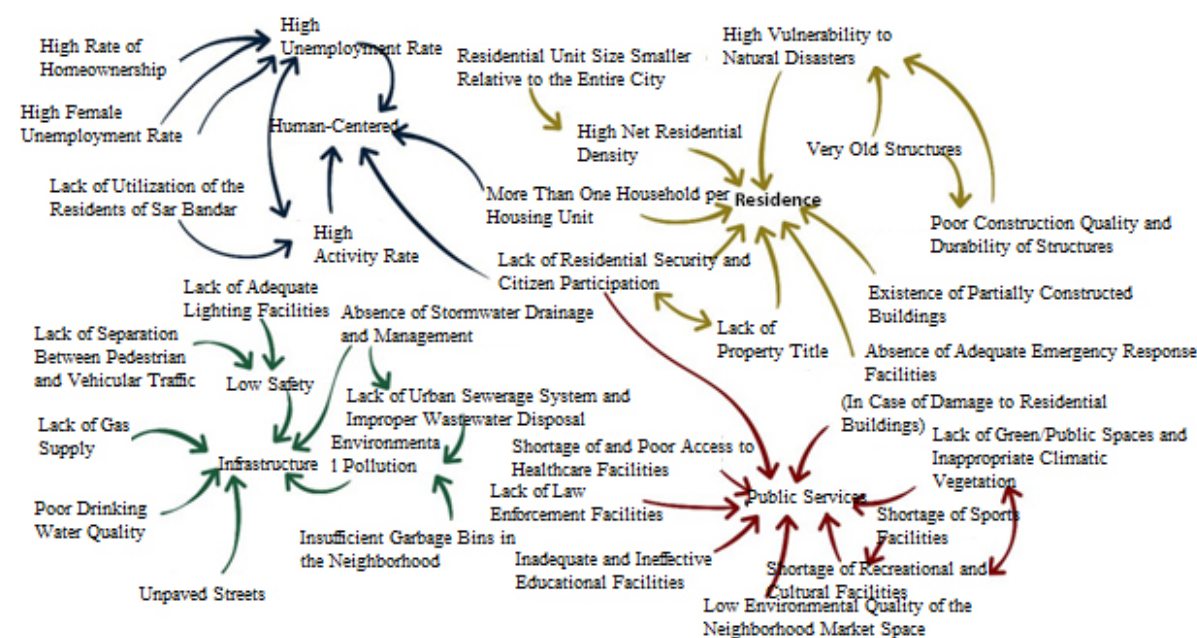 High
Unemployment Rate
High Rate of
Homeownership
High Female
Unemployment Rate
Human-Centered
Lack of Utilization of the
Residents of Sar Bandar
High
Activity Rate
Residential Unit Size Smaller
Relative to the Entire City
High Vulnerability to
Natural Disasters
High Net Residential
Density
Very Old Structures
More Than One Household per
Housing Unit
Residence
Poor Construction Quality and
Durability of Structures
Lack of Residential Security and
Citizen Participation
Existence of Partially Constructed
Buildings
Lack of
Property Title
Absence of Adequate Emergency Response
Facilities
(In Case of Damage to Residential
Buildings)
Lack of Adequate
Lighting Facilities
Absence of Stormwater Drainage
and Management
Lack of Separation
Between Pedestrian
and Vehicular Traffic
Low Safety
Lack of Urban Sewerage System and
Improper Wastewater Disposal
Lack of Gas
Supply
Environmenta
l Pollution
Infrastructure
Poor Drinking
Water Quality
Insufficient Garbage Bins in
the Neighborhood
Unpaved Streets
Shortage of and Poor Access to
Healthcare Facilities
Lack of Green/Public Spaces and
Inappropriate Climatic
Vegetation
Lack of Law
Enforcement Facilities
Public Services
Shortage of Sports
Facilities
Inadequate and Ineffective
Educational Facilities
Shortage of Recreational and
Cultural Facilities
Low Environmental Quality of the
Neighborhood Market Space